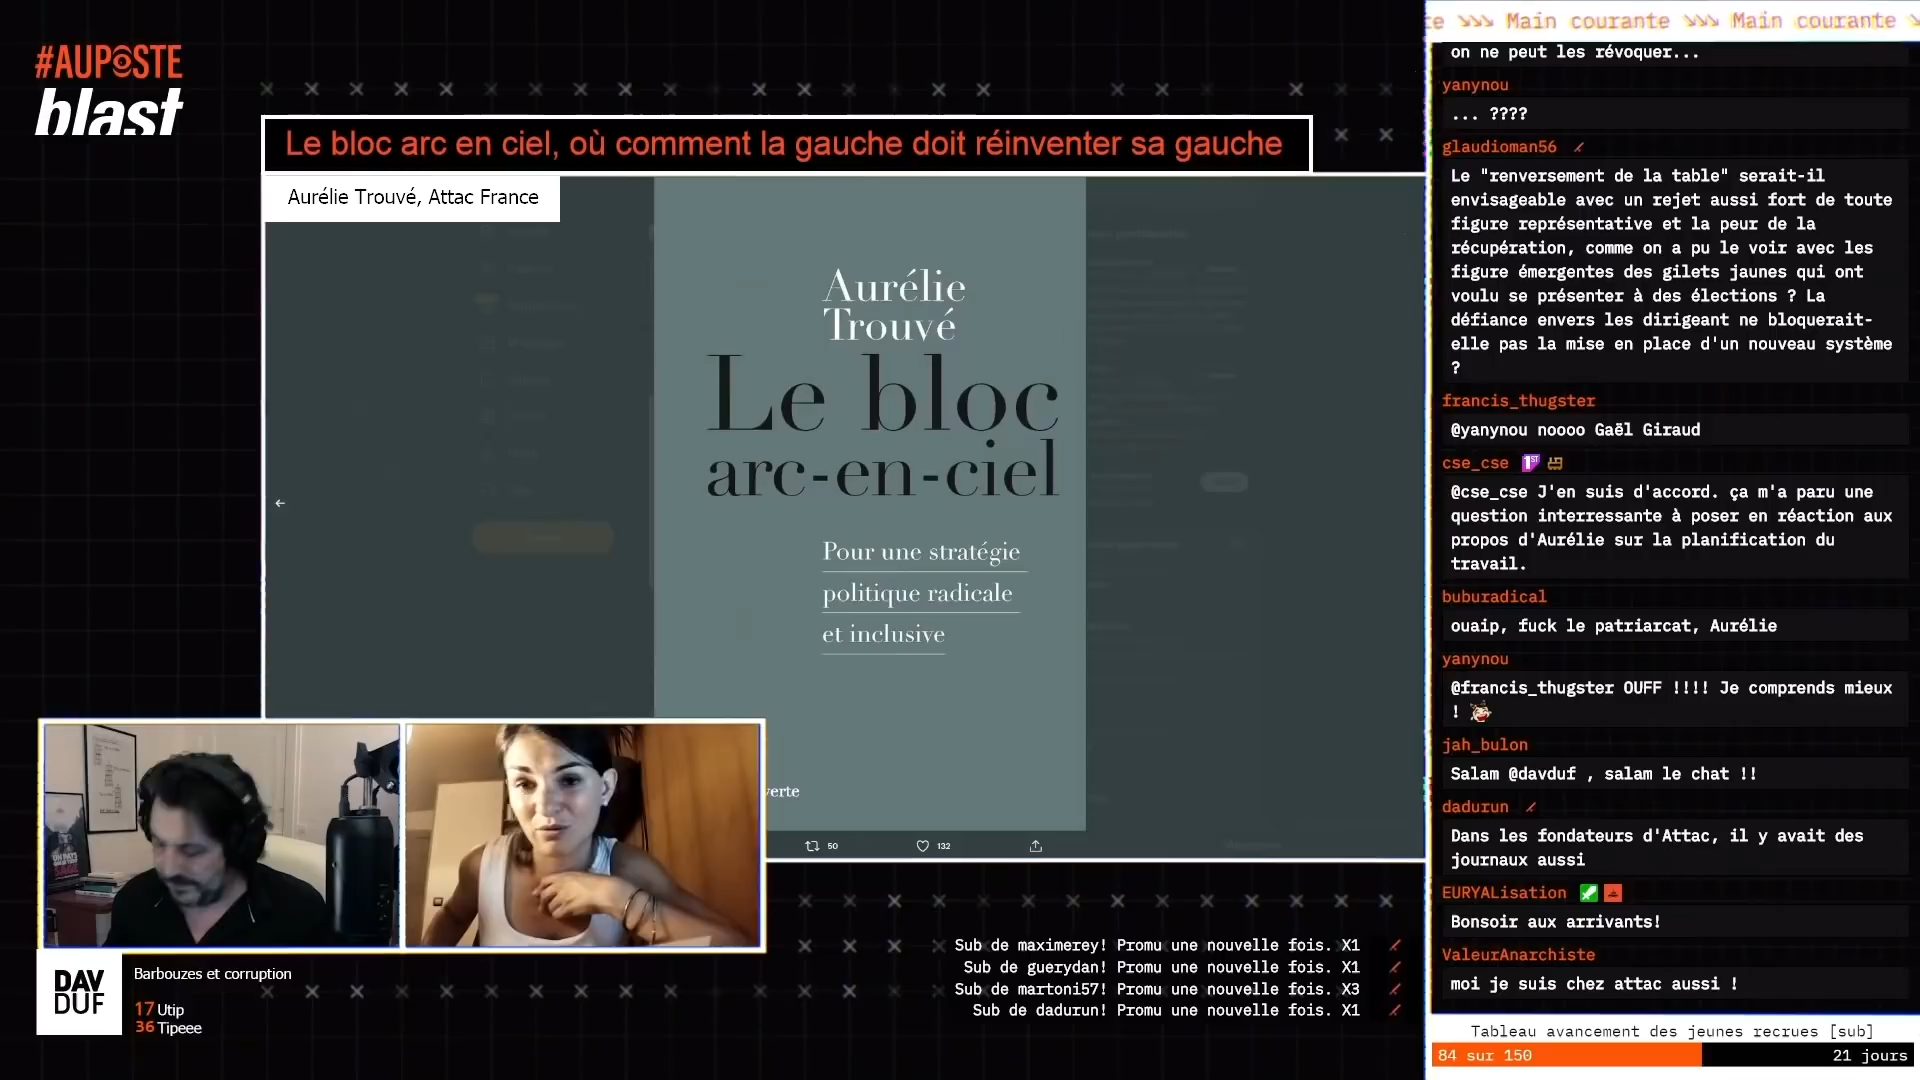 #AUPOSTE
blast
Le bloc arc en ciel, où comment la gauche doit réinventer sa gauche
Aurélie Trouvé, Attac France
Aurélie
Trouvé
Le bloc
arc-en-ciel
Pour une stratégie
politique radicale
et inclusive
verte
50
132
DAV
DUF
Barbouzes et corruption
17 Utip
36 Tipeee
Sub de maximerey! Promu une nouvelle fois. X1
Sub de guerydan! Promu une nouvelle fois. X1
Sub de martoni57! Promu une nouvelle fois. X3
Sub de dadurun! Promu une nouvelle fois. X1
te ↘↘↘ Main courante ↘↘↘ Main courante ↘
on ne peut les révoquer...
yanynou
... ????
glaudioman56
Le "renversement de la table" serait-il
envisageable avec un rejet aussi fort de toute
figure représentative et la peur de la
récupération, comme on a pu le voir avec les
figure émergentes des gilets jaunes qui ont
voulu se présenter à des élections ? La
défiance envers les dirigeant ne bloquerait-
elle pas la mise en place d'un nouveau système
?
francis_thugster
@yanynou noooo Gaël Giraud
cse_cse
@cse_cse J'en suis d'accord. ça m'a paru une
question interressante à poser en réaction aux
propos d'Aurélie sur la planification du
travail.
buburadical
ouaip, fuck le patriarcat, Aurélie
yanynou
@francis_thugster OUFF !!!! Je comprends mieux
!
jah_bulon
Salam @davduf , salam le chat !!
dadurun
Dans les fondateurs d'Attac, il y avait des
journaux aussi
EURYALisation
Bonsoir aux arrivants!
ValeurAnarchiste
moi je suis chez attac aussi !
Tableau avancement des jeunes recrues [sub]
84 sur 150
21 jours